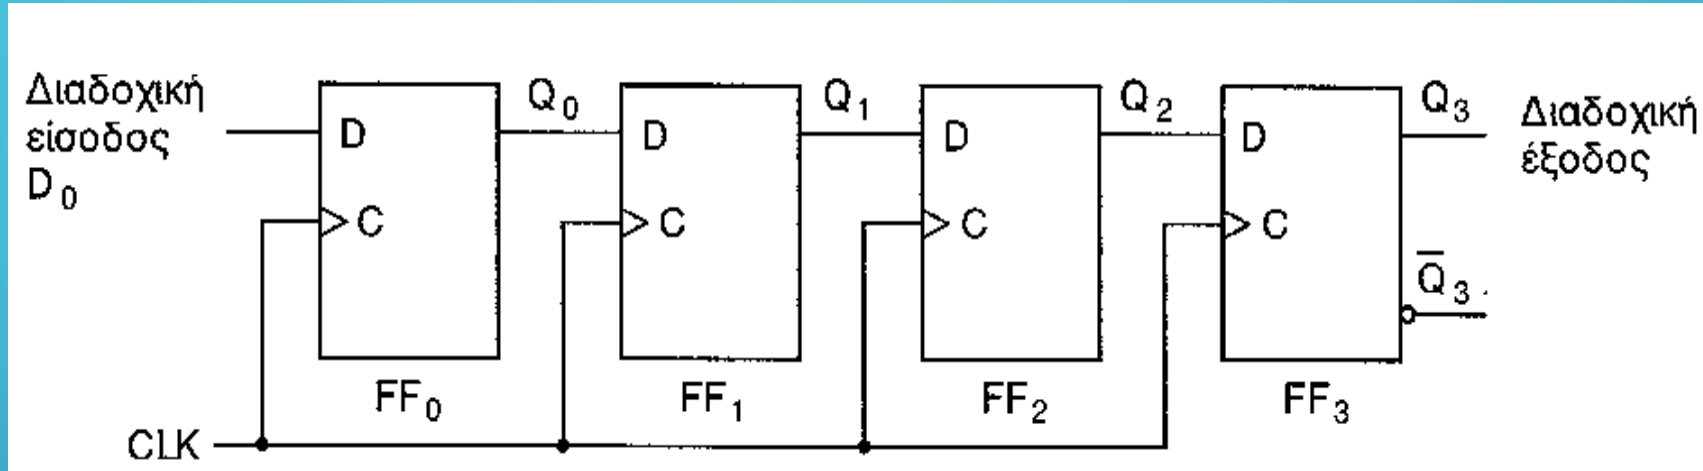 Διαδοχική
είσοδος
D₀
D
C
FF₀
Q₀
D
C
FF₁
Q₁
D
C
FF₂
Q₂
D
C
FF₃
Q₃
Q̅₃
Διαδοχική
έξοδος
CLK